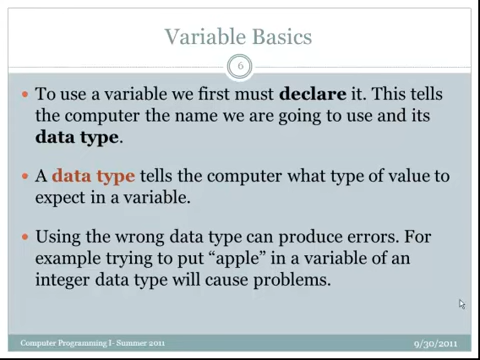 Variable Basics
6
• To use a variable we first must declare it. This tells
the computer the name we are going to use and its
data type.
• A data type tells the computer what type of value to
expect in a variable.
• Using the wrong data type can produce errors. For
example trying to put “apple” in a variable of an
integer data type will cause problems.
Computer Programming I- Summer 2011
9/30/2011